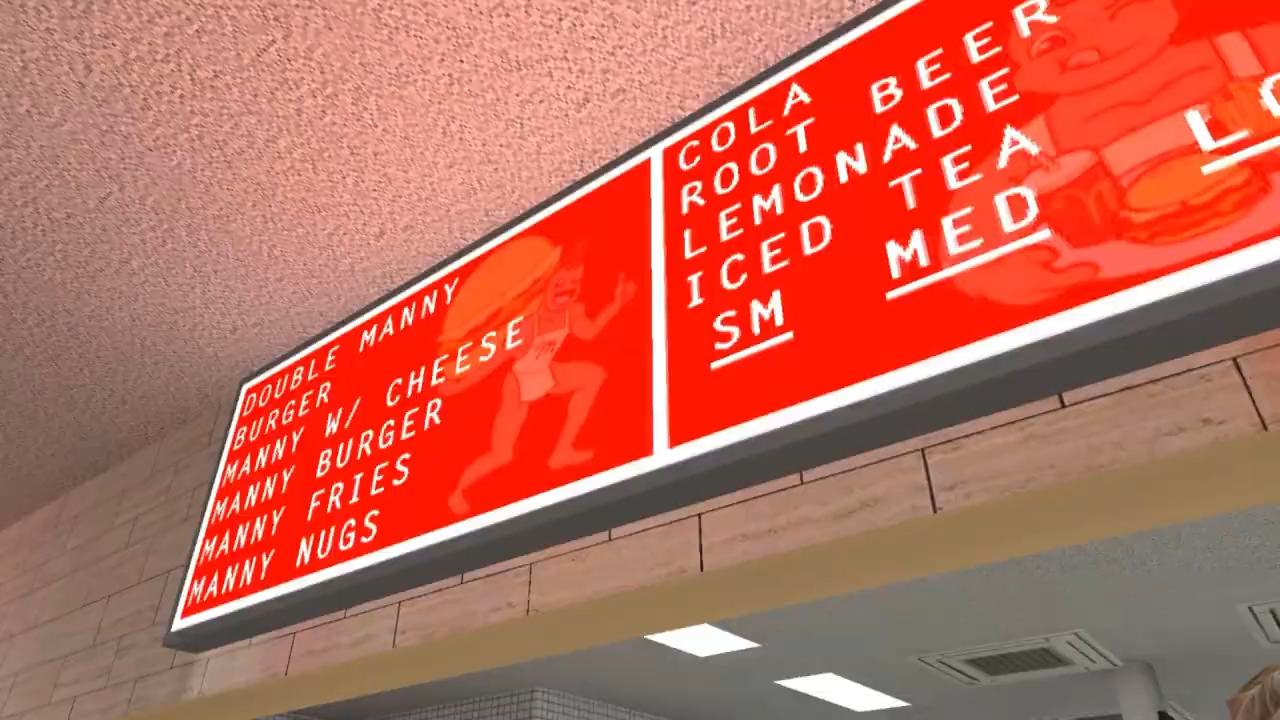 DOUBLE MANNY
BURGER
MANNY W/ CHEESE
MANNY BURGER
MANNY FRIES
MANNY NUGS
COLA
ROOT BEER
LEMONADE
ICED TEA
SM MED